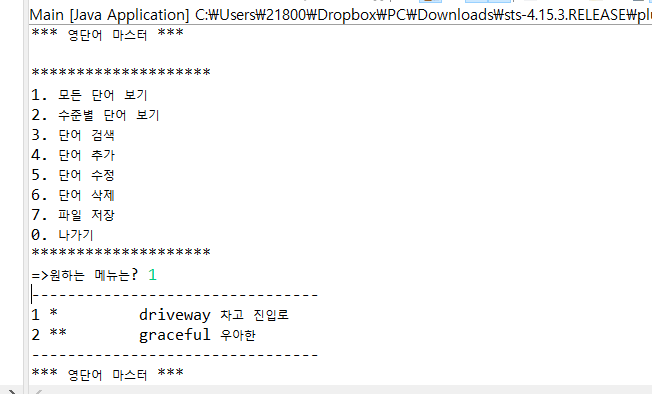 Main [Java Application] C:₩Users₩21800₩Dropbox₩PC₩Downloads₩sts-4.15.3.RELEASE₩plu
*** 영단어 마스터 ***
********************
1. 모든 단어 보기
2. 수준별 단어 보기
3. 단어 검색
4. 단어 추가
5. 단어 수정
6. 단어 삭제
7. 파일 저장
0. 나가기
********************
=>원하는 메뉴는? 1
--------------------------------
1 *         driveway 차고 진입로
2 **        graceful 우아한
--------------------------------
*** 영단어 마스터 ***